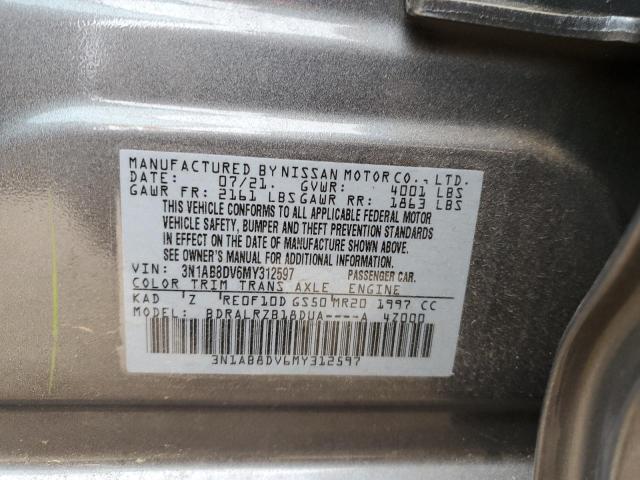 MANUFACTURED BY NISSAN MOTOR CO., LTD.
DATE: 07/21. GVWR: 4001 LBS
GAWR FR: 2161 LBS GAWR RR: 1863 LBS
THIS VEHICLE CONFORMS TO ALL APPLICABLE FEDERAL MOTOR
VEHICLE SAFETY, BUMPER AND THEFT PREVENTION STANDARDS
IN EFFECT ON THE DATE OF MANUFACTURE SHOWN ABOVE.
SEE OWNER'S MANUAL FOR ADDITIONAL INFORMATION.
VIN: 3N1AB8DV6MY312597 PASSENGER CAR.
COLOR TRIM TRANS AXLE ENGINE
KAD Z RE0F10D GS50 MR20 1997 CC
MODEL: BDRALRZB18DUA----A 4Z000
3N1AB8DV6MY312597